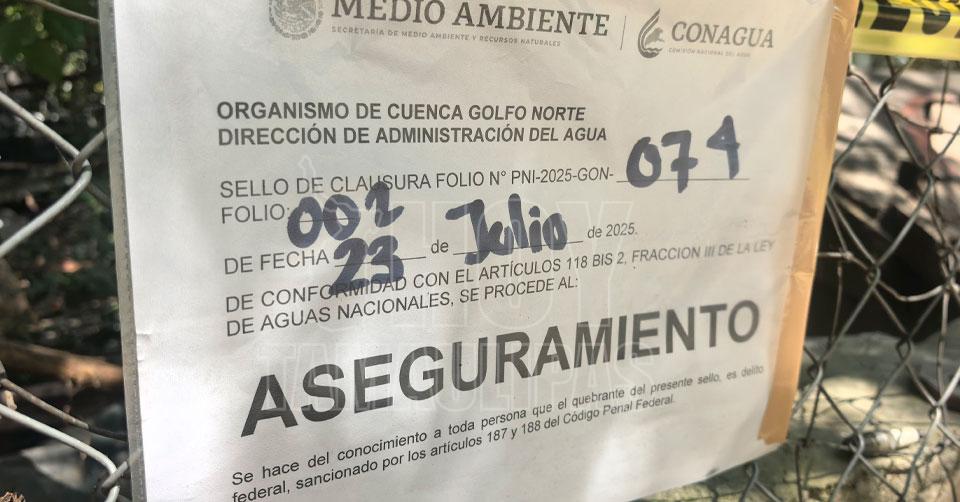 MEDIO AMBIENTE
SECRETARÍA DE MEDIO AMBIENTE Y RECURSOS NATURALES
CONAGUA
COMISIÓN NACIONAL DEL AGUA
ORGANISMO DE CUENCA GOLFO NORTE
DIRECCIÓN DE ADMINISTRACIÓN DEL AGUA
SELLO DE CLAUSURA FOLIO N° PNI-2025-GON- 074
FOLIO: 002
DE FECHA 23 de Julio de 2025.
DE CONFORMIDAD CON EL ARTÍCULOS 118 BIS 2, FRACCION III DE LA LEY
DE AGUAS NACIONALES, SE PROCEDE AL:
ASEGURAMIENTO
HOY
TAMAULIPAS
Se hace del conocimiento a toda persona que el quebrante del presente sello, es delito
federal, sancionado por los artículos 187 y 188 del Código Penal Federal.